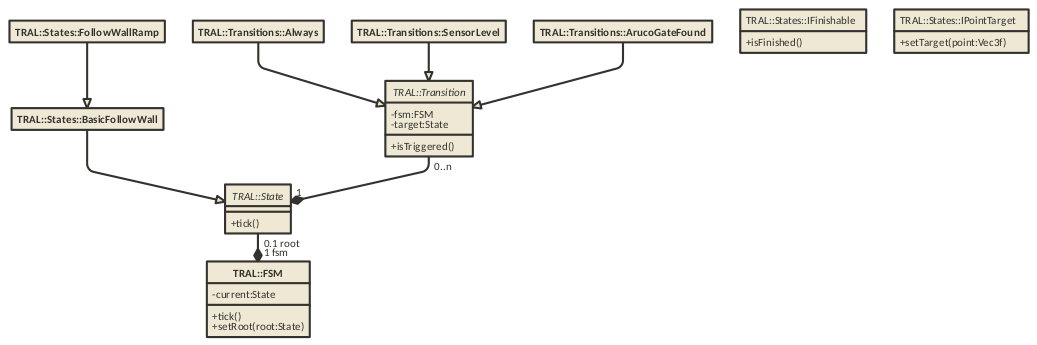 TRAL::States::FollowWallRamp
TRAL::Transitions::Always
TRAL::Transitions::SensorLevel
TRAL::Transitions::ArucoGateFound
TRAL::States::IFinishable
+isFinished()
TRAL::States::IPointTarget
+setTarget(point:Vec3f)
TRAL::States::BasicFollowWall
TRAL::Transition
-fsm:FSM
-target:State
+isTriggered()
0..n
1
TRAL::State
+tick()
0.1 root
1 fsm
TRAL::FSM
-current:State
+tick()
+setRoot(root:State)